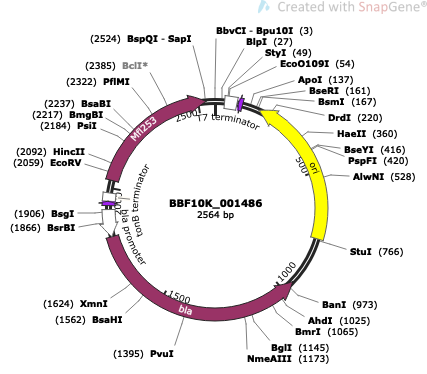 Created with SnapGene®
(2524) BspQI - SapI
BbvCI - Bpu10I (3)
BlpI (27)
StyI (49)
EcoO109I (54)
(2385) BclI*
(2322) PflMI
ApoI (137)
BseRI (161)
BsmI (167)
DrdI (220)
HaeII (360)
BseYI (416)
PspFI (420)
AlwNI (528)
(2237) BsaBI
(2217) BmgBI
(2184) PsiI
(2092) HincII
(2059) EcoRV
Mfl253
2500
T7 terminator
ori
500
BBF10K_001486
2564 bp
tonB terminator
bla promoter
(1906) BsgI
(1866) BsrBI
StuI (766)
1000
(1624) XmnI
(1562) BsaHI
(1395) PvuI
1500
bla
BanI (973)
AhdI (1025)
BmrI (1065)
BglI (1145)
NmeAIII (1173)